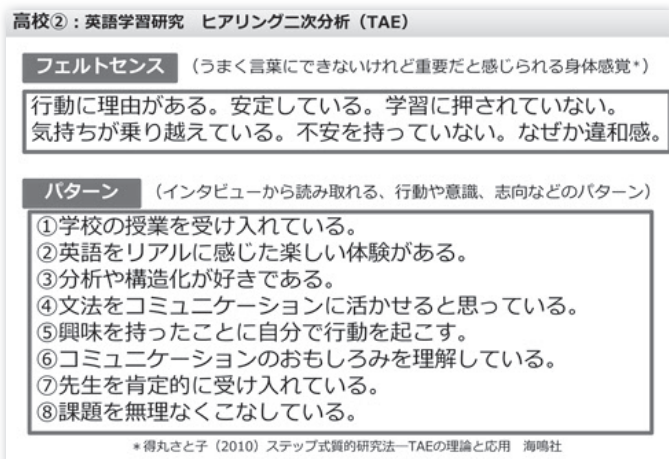 高校②：英語学習研究　ヒアリング二次分析（TAE）
フェルトセンス （うまく言葉にできないけれど重要だと感じられる身体感覚*）
行動に理由がある。安定している。学習に押されていない。
気持ちが乗り越えている。不安を持っていない。なぜか違和感。
パターン （インタビューから読み取れる、行動や意識、志向などのパターン）
①学校の授業を受け入れている。
②英語をリアルに感じた楽しい体験がある。
③分析や構造化が好きである。
④文法をコミュニケーションに活かせると思っている。
⑤興味を持ったことに自分で行動を起こす。
⑥コミュニケーションのおもしろみを理解している。
⑦先生を肯定的に受け入れている。
⑧課題を無理なくこなしている。
*得丸さと子（2010）ステップ式質的研究法―TAEの理論と応用　海鳴社